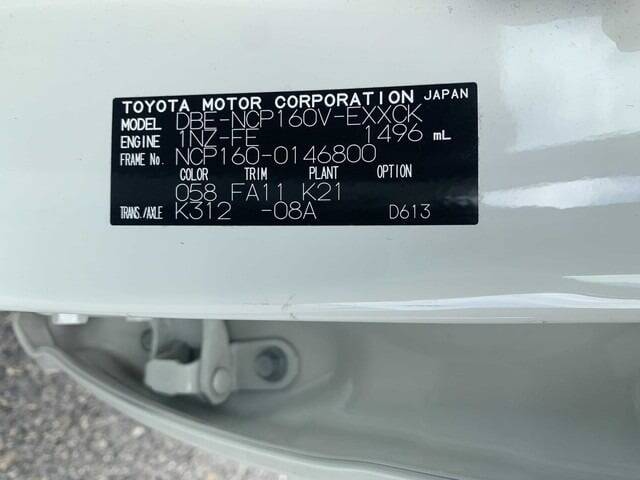 TOYOTA MOTOR CORPORATION JAPAN
MODEL DBE-NCP160V-EXXCK
ENGINE 1NZ-FE 1496 mL
FRAME No. NCP160-0146800
COLOR TRIM PLANT OPTION
058 FA11 K21
TRANS./AXLE K312 -08A D613